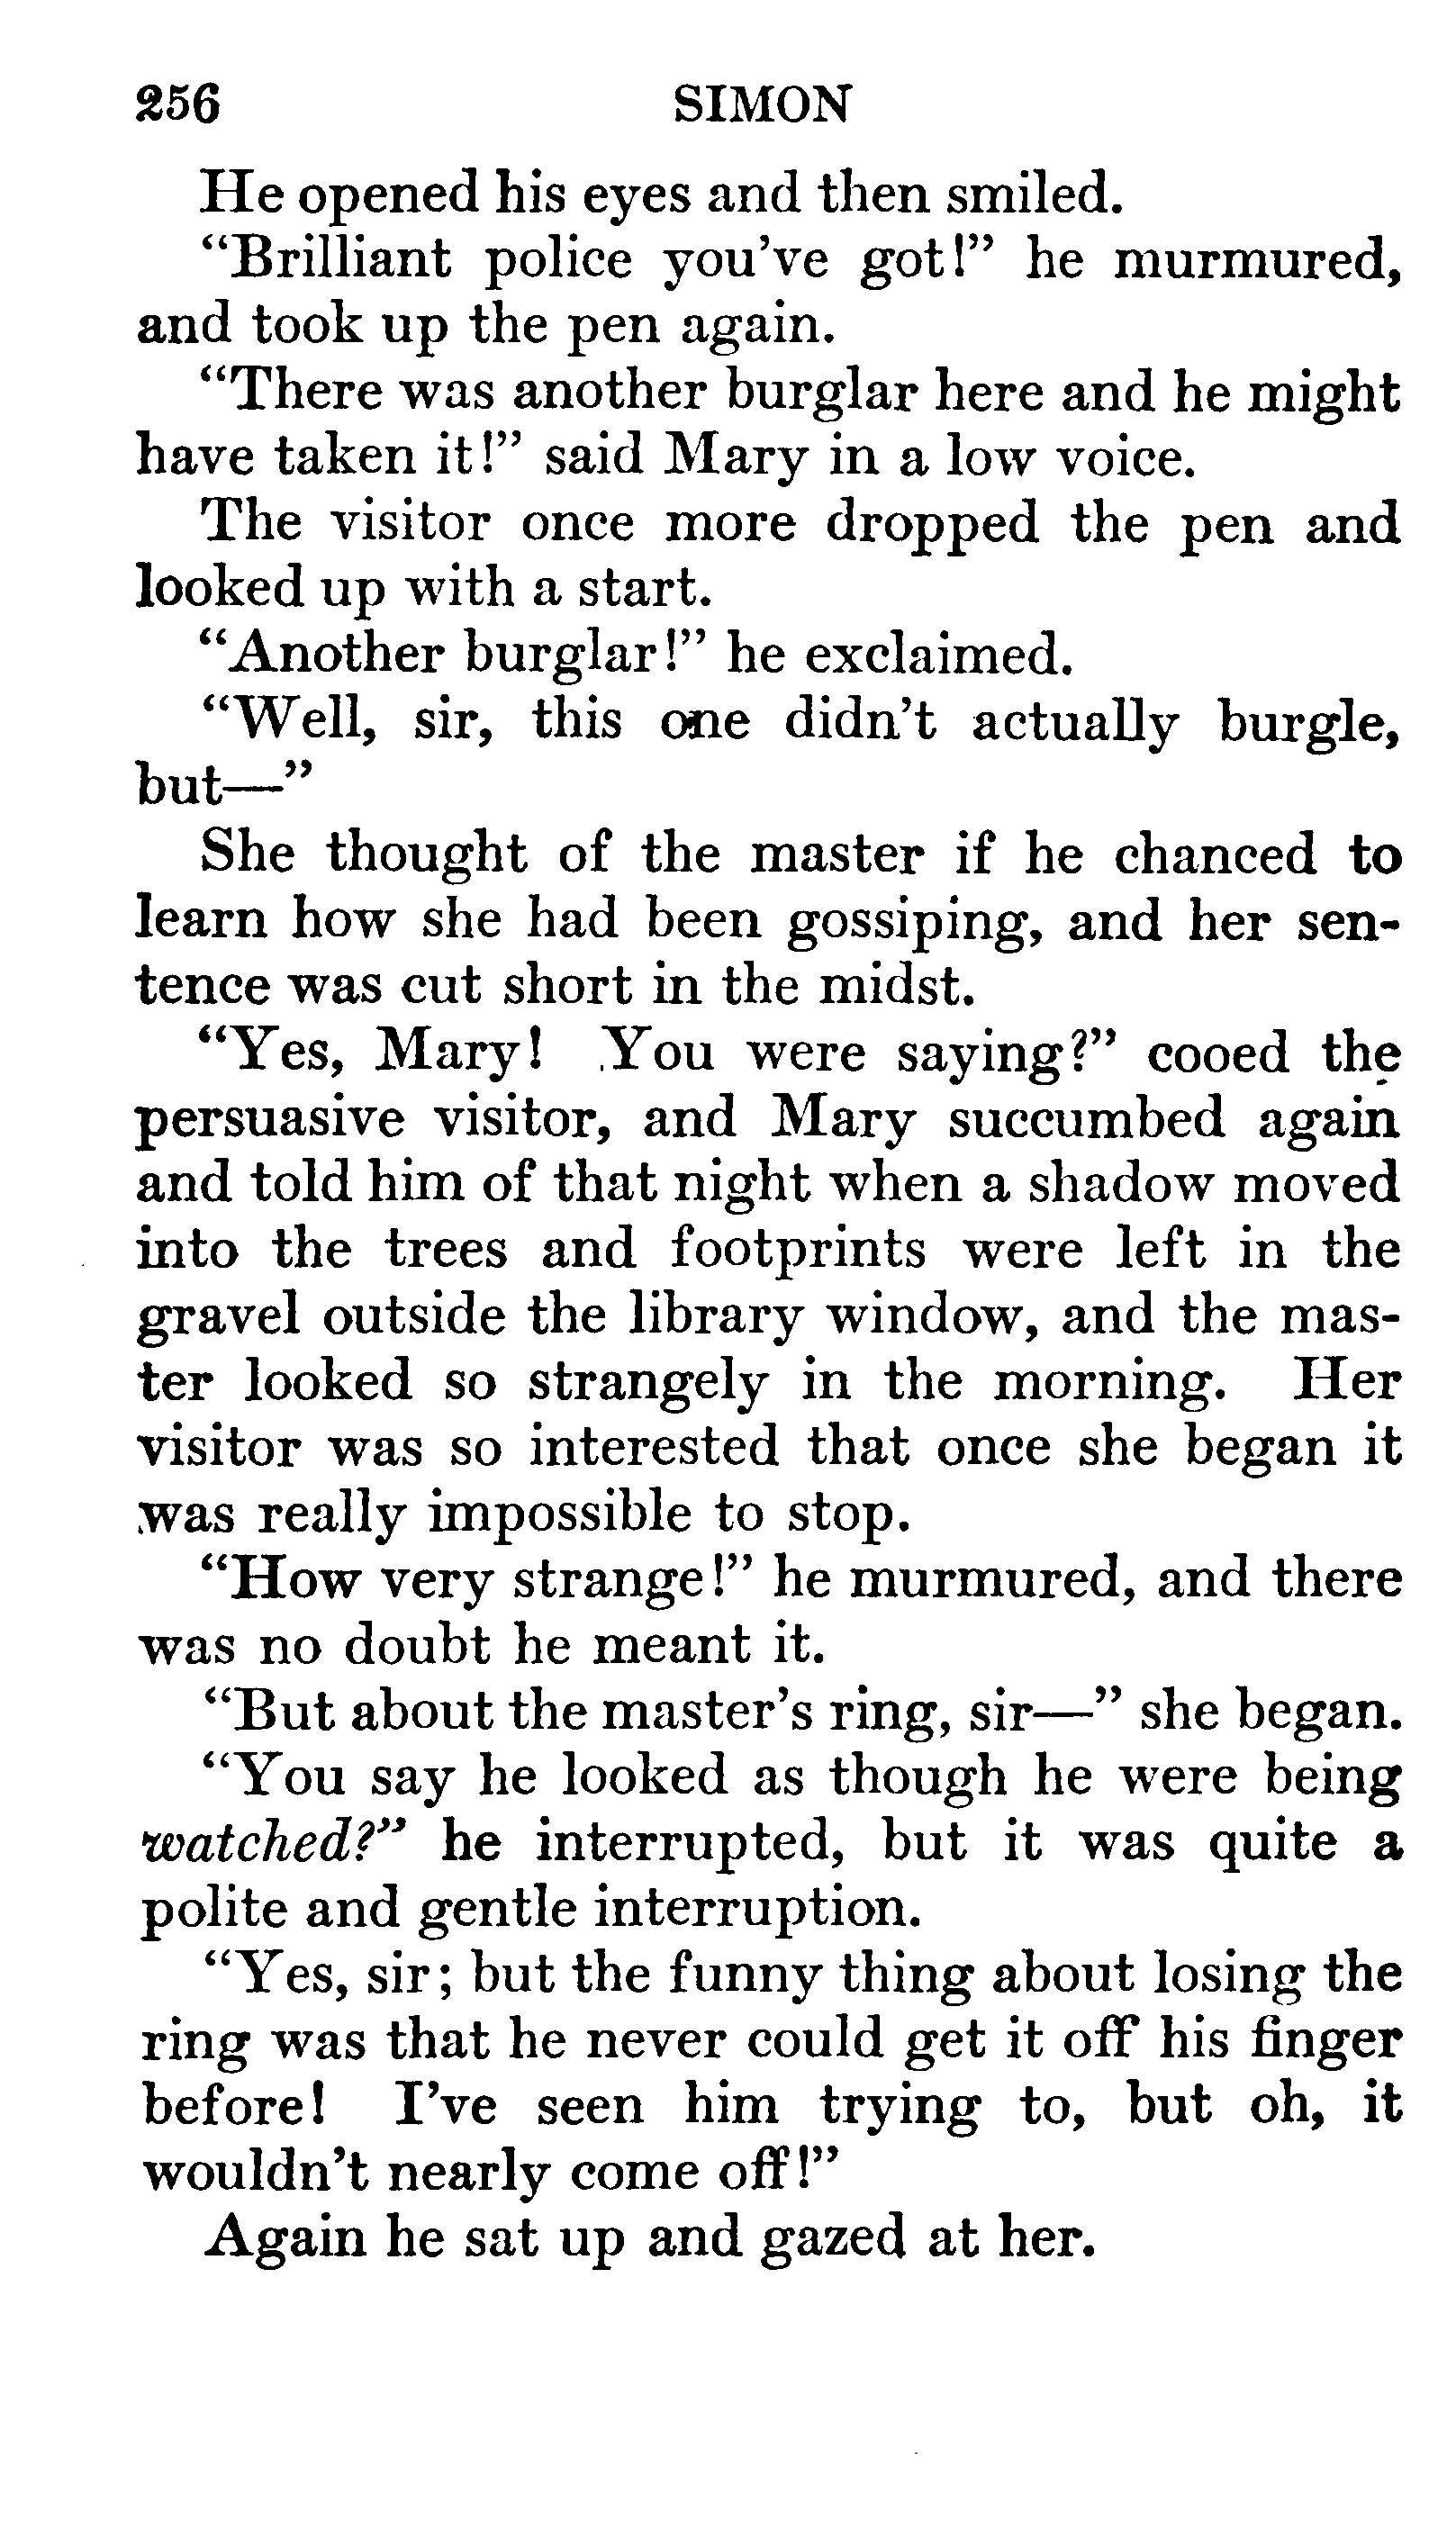 256 SIMON
He opened his eyes and then smiled.
“Brilliant police you’ve got!” he murmured,
and took up the pen again.
“There was another burglar here and he might
have taken it!” said Mary in a low voice.
The visitor once more dropped the pen and
looked up with a start.
“Another burglar!” he exclaimed.
“Well, sir, this one didn’t actually burgle,
but—”
She thought of the master if he chanced to
learn how she had been gossiping, and her sen-
tence was cut short in the midst.
“Yes, Mary! You were saying?” cooed the
persuasive visitor, and Mary succumbed again
and told him of that night when a shadow moved
into the trees and footprints were left in the
gravel outside the library window, and the mas-
ter looked so strangely in the morning. Her
visitor was so interested that once she began it
was really impossible to stop.
“How very strange!” he murmured, and there
was no doubt he meant it.
“But about the master’s ring, sir—” she began.
“You say he looked as though he were being
watched?” he interrupted, but it was quite a
polite and gentle interruption.
“Yes, sir; but the funny thing about losing the
ring was that he never could get it off his finger
before! I’ve seen him trying to, but oh, it
wouldn’t nearly come off!”
Again he sat up and gazed at her.